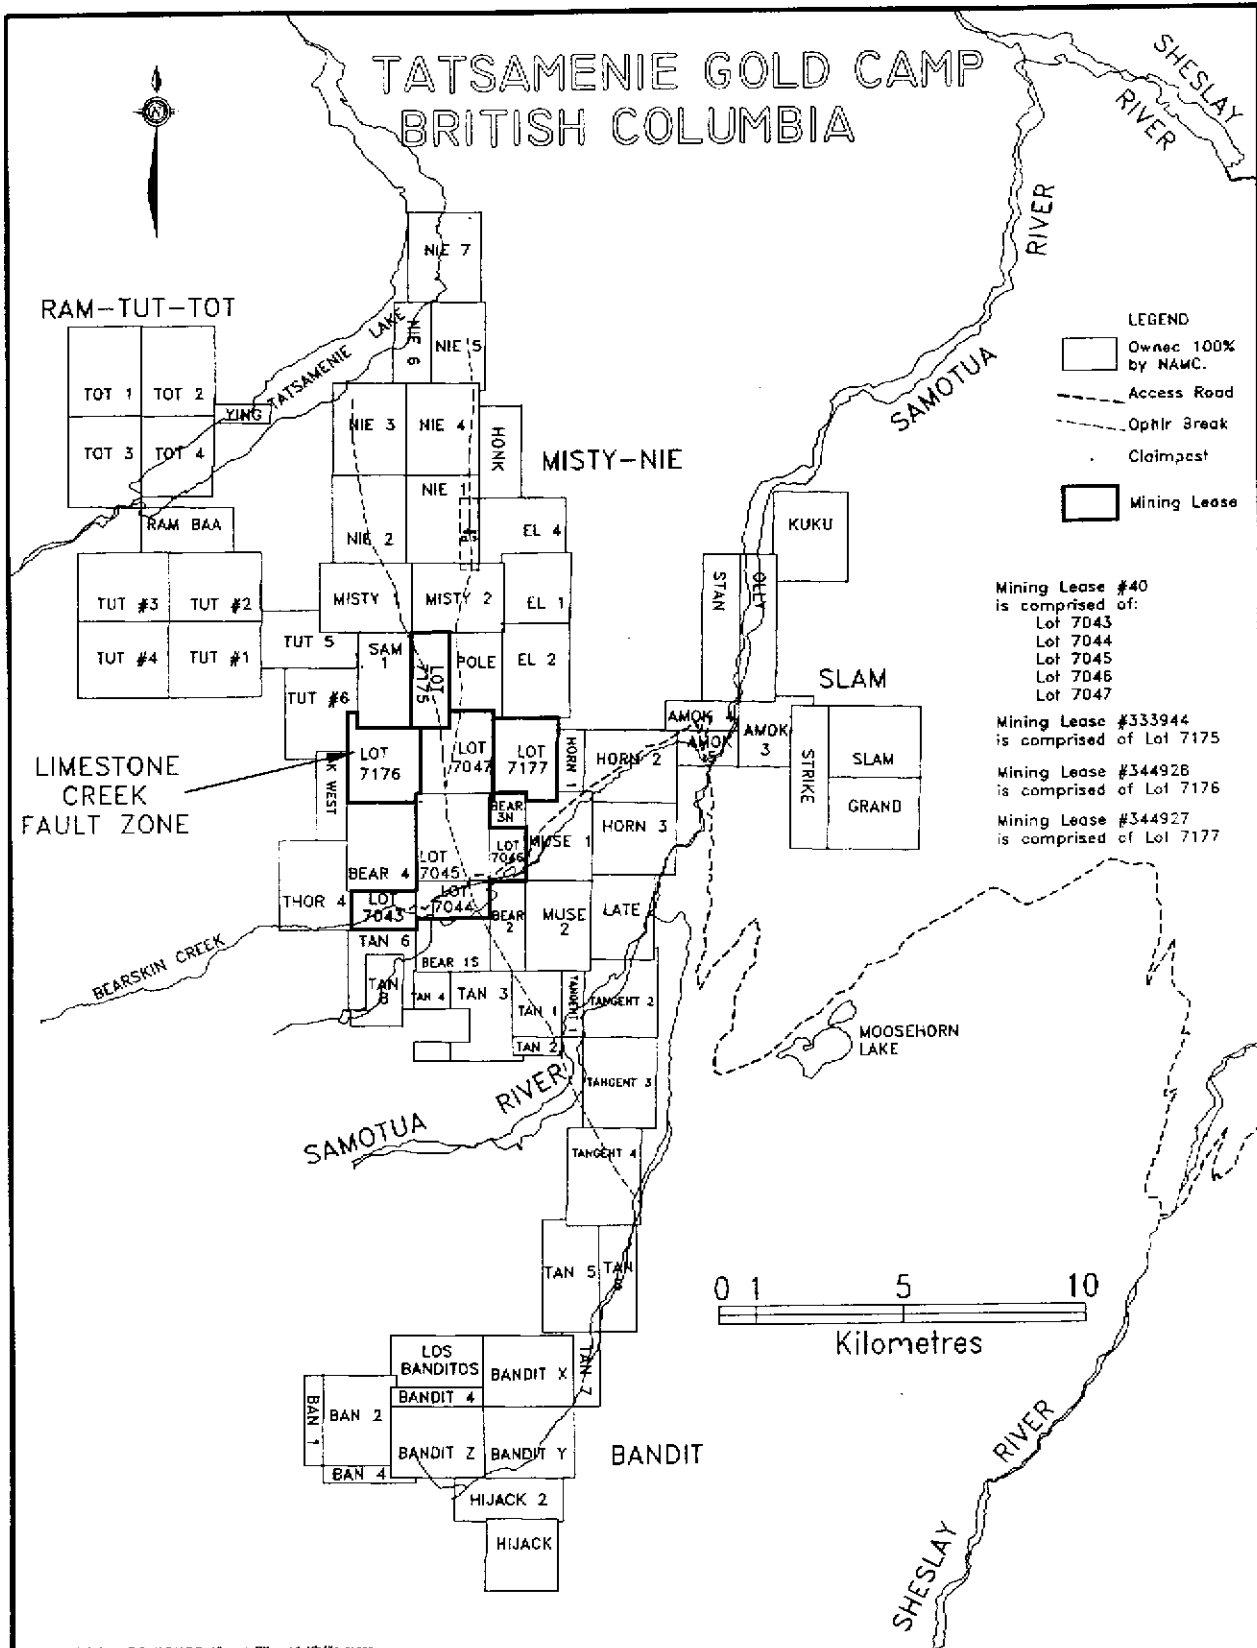 TATSAMENIE GOLD CAMP
BRITISH COLUMBIA
N
SHESLAY
RIVER
RIVER
SAMOTUA
NIE 7
RAM-TUT-TOT
TATSAMENIE LAKE
NIE 6
NIE 5
TOT 1
TOT 2
YING
TOT 3
TOT 4
NIE 3
NIE 4
HONK
MISTY-NIE
NIE 1
NIE 2
EL 4
RAM BAA
KUKU
LEGEND
Owned 100%
by NAMC.
Access Road
Ophir Break
Claimpost
Mining Lease
TUT #3
TUT #2
MISTY 1
MISTY 2
EL 1
STAN
OLLY
TUT #4
TUT #1
TUT 5
SAM
1
LOT
7175
POLE
EL 2
SLAM
Mining Lease #40
is comprised of:
Lot 7043
Lot 7044
Lot 7045
Lot 7046
Lot 7047
Mining Lease #333944
is comprised of Lot 7175
Mining Lease #344928
is comprised of Lot 7176
Mining Lease #344927
is comprised of Lot 7177
TUT #6
AMOK
AMOK
AMOK
3
LIMESTONE
CREEK
FAULT ZONE
LOT
7176
LOT
7047
LOT
7177
HORN 1
HORN 2
STRIKE
SLAM
GRAND
WEST
BEAR
3N
HORN 3
MUSE 1
LOT
7045
LOT
7046
BEAR 4
THOR 4
LOT
7043
LOT
7044
BEAR
2
MUSE
2
LATE
BEARSKIN CREEK
TAN 6
BEAR 1S
TAN
8
TAN 4
TAN 3
TAN 1
TANGENT 1
TANGENT 2
TAN 2
MOOSEHORN
LAKE
TANGENT 3
SAMOTUA
RIVER
TANGENT 4
TAN 5
TAN
0 1 5 10
Kilometres
LOS
BANDITOS
BANDIT X
TAN 7
BANDIT 4
BAN 1
BAN 2
BANDIT Z
BANDIT Y
BANDIT
BAN 4
HIJACK 2
HIJACK
RIVER
SHESLAY